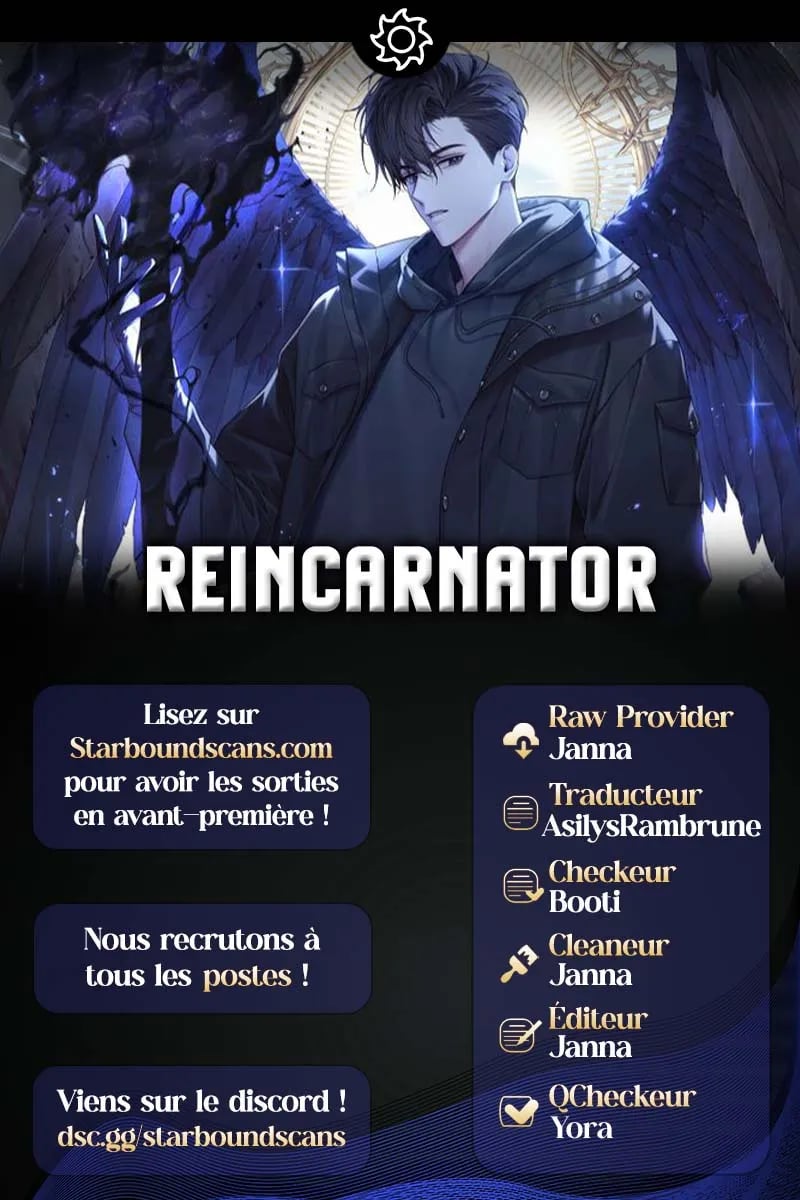 REINCARNATOR
Lisez sur
Starboundscans.com
pour avoir les sorties
en avant-première !
Nous recrutons à
tous les postes !
Viens sur le discord !
dsc.gg/starboundscans
Raw Provider
Janna
Traducteur
AsilysRambrune
Checkeur
Booti
Cleaneur
Janna
Éditeur
Janna
QCheckeur
Yora